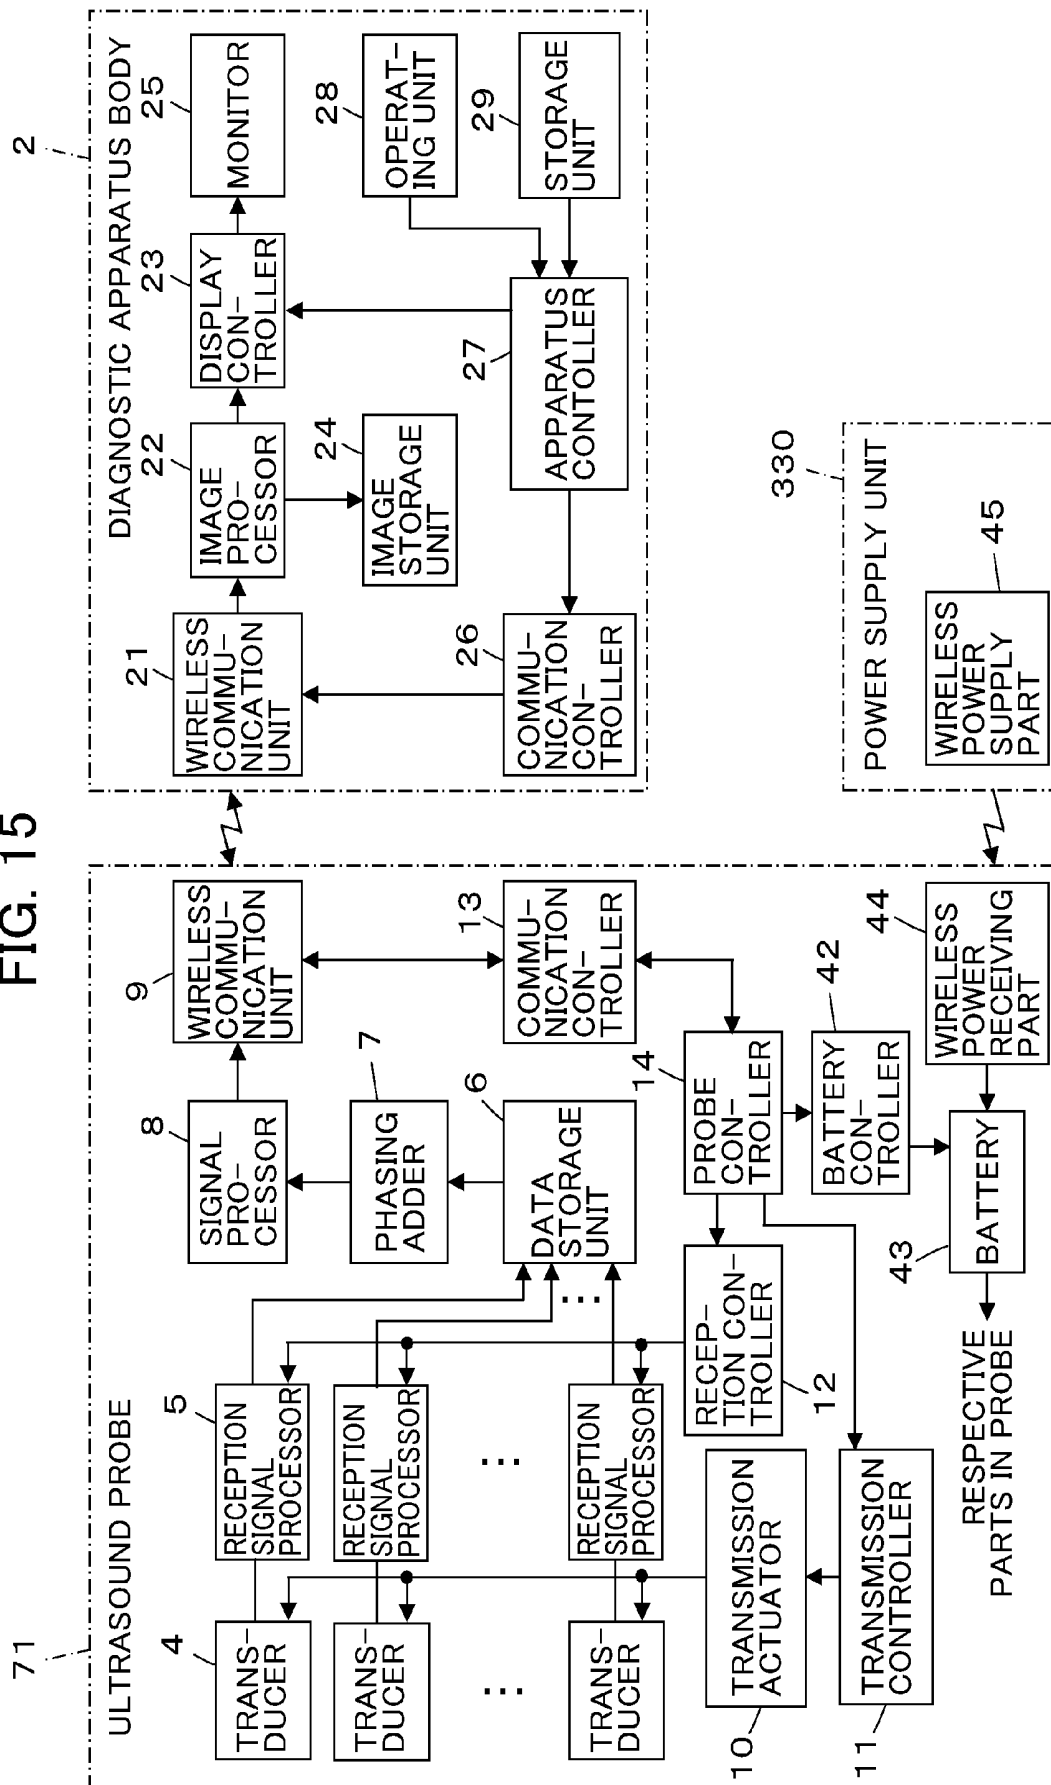 FIG. 15
71
ULTRASOUND PROBE
4
TRANS-
DUCER
TRANS-
DUCER
...
TRANS-
DUCER
5
RECEPTION
SIGNAL
PROCESSOR
RECEPTION
SIGNAL
PROCESSOR
...
RECEPTION
SIGNAL
PROCESSOR
...
8
SIGNAL
PRO-
CESSOR
7
PHASING
ADDER
6
DATA
STORAGE
UNIT
9
WIRELESS
COMMU-
NICATION
UNIT
13
COMMU-
NICATION
CON-
TROLLER
10
TRANSMISSION
ACTUATOR
11
TRANSMISSION
CONTROLLER
12
RECEP-
TION CON-
TROLLER
14
PROBE
CON-
TROLLER
42
BATTERY
CON-
TROLLER
43
BATTERY
44
WIRELESS
POWER
RECEIVING
PART
RESPECTIVE
PARTS IN PROBE
2
DIAGNOSTIC APPARATUS BODY
21
WIRELESS
COMMU-
NICATION
UNIT
22
IMAGE
PRO-
CESSOR
23
DISPLAY
CON-
TROLLER
25
MONITOR
24
IMAGE
STORAGE
UNIT
28
OPERAT-
ING UNIT
26
COMMU-
NICATION
CON-
TROLLER
27
APPARATUS
CONTOLLER
29
STORAGE
UNIT
330
POWER SUPPLY UNIT
45
WIRELESS
POWER
SUPPLY
PART